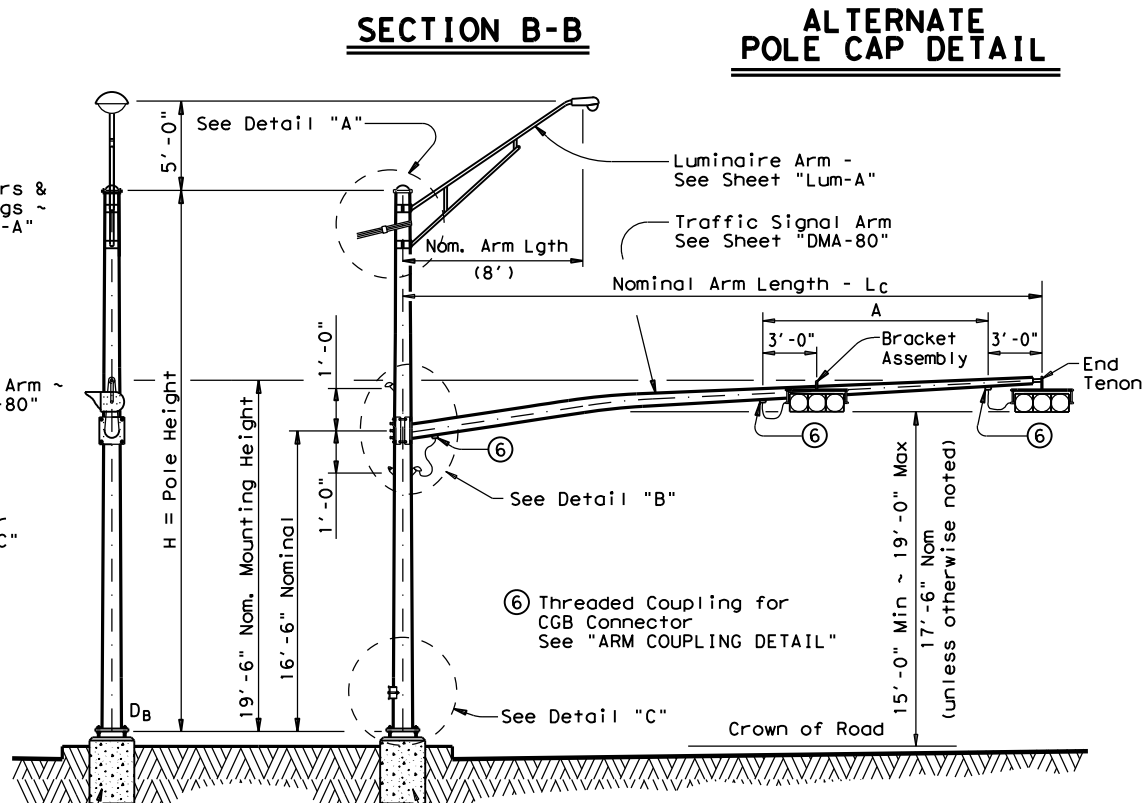 SECTION B-B
ALTERNATE
POLE CAP DETAIL
5'-0"
See Detail "A"
Luminaire Arm -
See Sheet "Lum-A"
rs &
gs ~
-A"
Traffic Signal Arm
See Sheet "DMA-80"
Nom. Arm Lgth
(8')
Nominal Arm Length - LC
A
3'-0"
Bracket
Assembly
3'-0"
End
Tenon
1'-0"
Arm ~
-80"
H = Pole Height
19'-6" Nom. Mounting Height
16'-6" Nominal
1'-0"
6
6
6
See Detail "B"
C"
15'-0" Min ~ 19'-0" Max
17'-6" Nom
(unless otherwise noted)
6 Threaded Coupling for
CGB Connector
See "ARM COUPLING DETAIL"
DB
See Detail "C"
Crown of Road